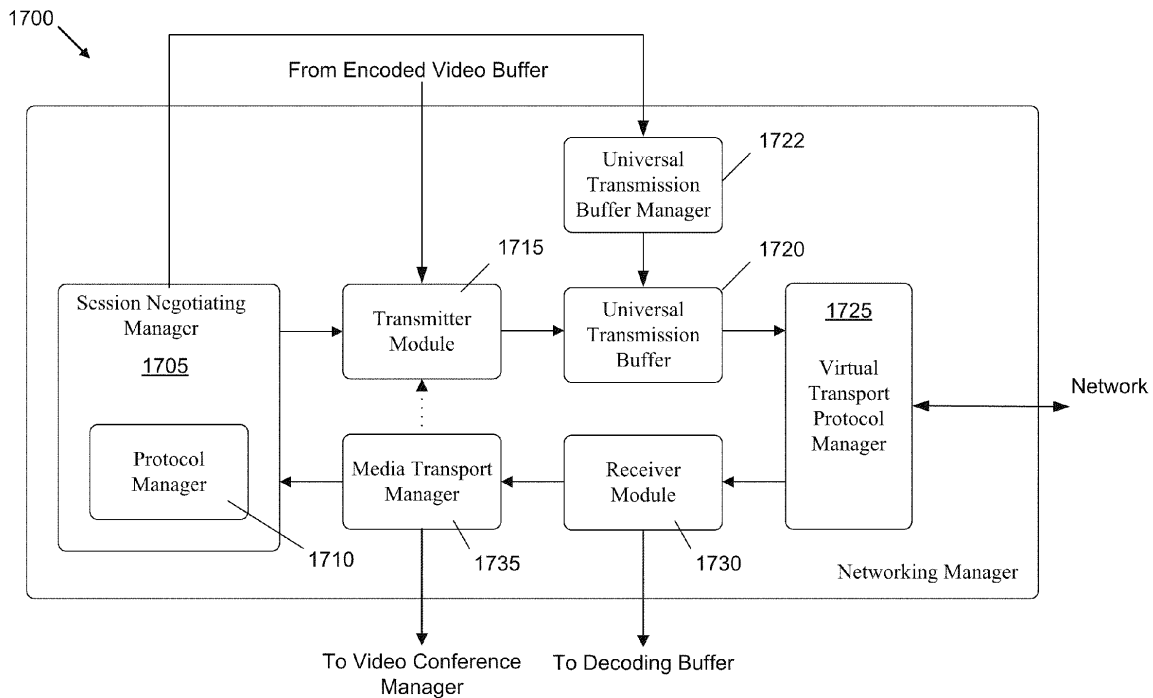 1700
From Encoded Video Buffer
1722
Universal
Transmission
Buffer Manager
1715
1720
Session Negotiating
Manager
1705
Transmitter
Module
Universal
Transmission
Buffer
1725
Virtual
Transport
Protocol
Manager
Network
Protocol
Manager
1710
Media Transport
Manager
1735
Receiver
Module
1730
Networking Manager
To Video Conference
Manager
To Decoding Buffer